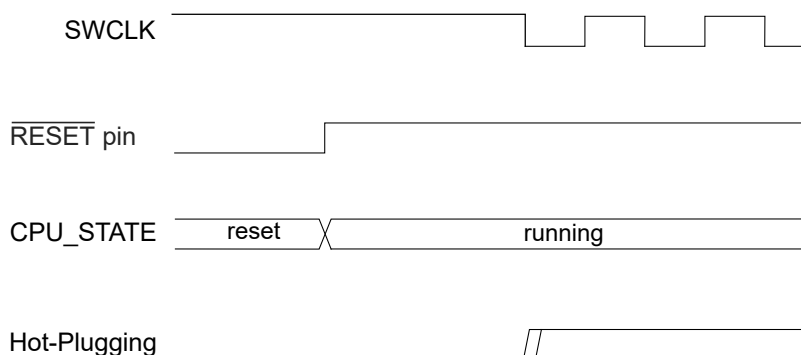 SWCLK
RESET pin
CPU_STATE
reset
running
Hot-Plugging